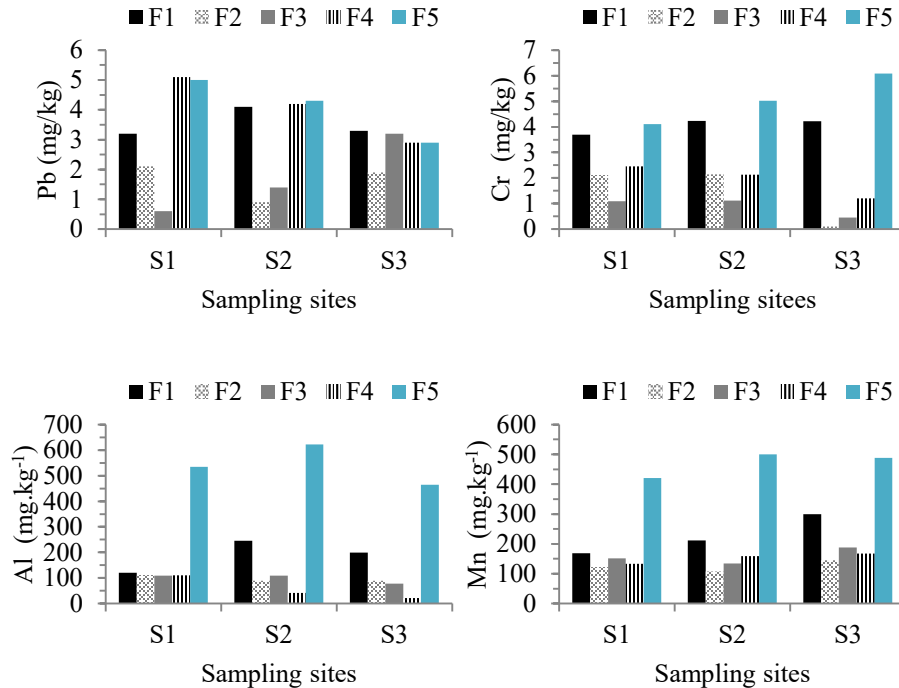 F1 F2 F3 F4 F5
Pb (mg/kg)
6
5
4
3
2
1
0
S1 S2 S3
Sampling sites
F1 F2 F3 F4 F5
Cr (mg/kg)
7
6
5
4
3
2
1
0
S1 S2 S3
Sampling sitees
F1 F2 F3 F4 F5
Al (mg.kg⁻¹)
700
600
500
400
300
200
100
0
S1 S2 S3
Sampling sites
F1 F2 F3 F4 F5
Mn (mg.kg⁻¹)
600
500
400
300
200
100
0
S1 S2 S3
Sampling sites